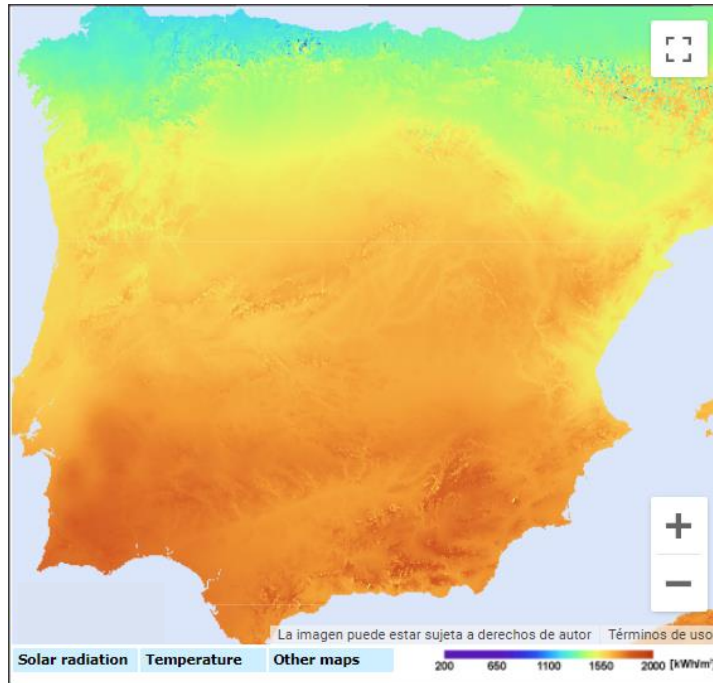 La imagen puede estar sujeta a derechos de autor Términos de uso
Solar radiation Temperature Other maps
200 650 1100 1550 2000 [kWh/m²]